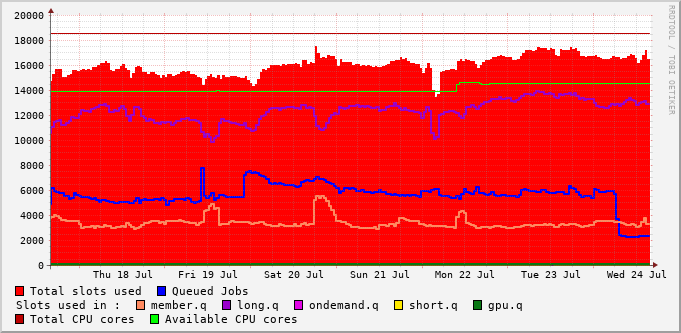 20000
18000
16000
14000
12000
10000
8000
6000
4000
2000
0
Thu 18 Jul Fri 19 Jul Sat 20 Jul Sun 21 Jul Mon 22 Jul Tue 23 Jul Wed 24 Jul
Total slots used Queued Jobs
Slots used in : member.q long.q ondemand.q short.q gpu.q
Total CPU cores Available CPU cores
RRDTOOL / TOBI OETIKER